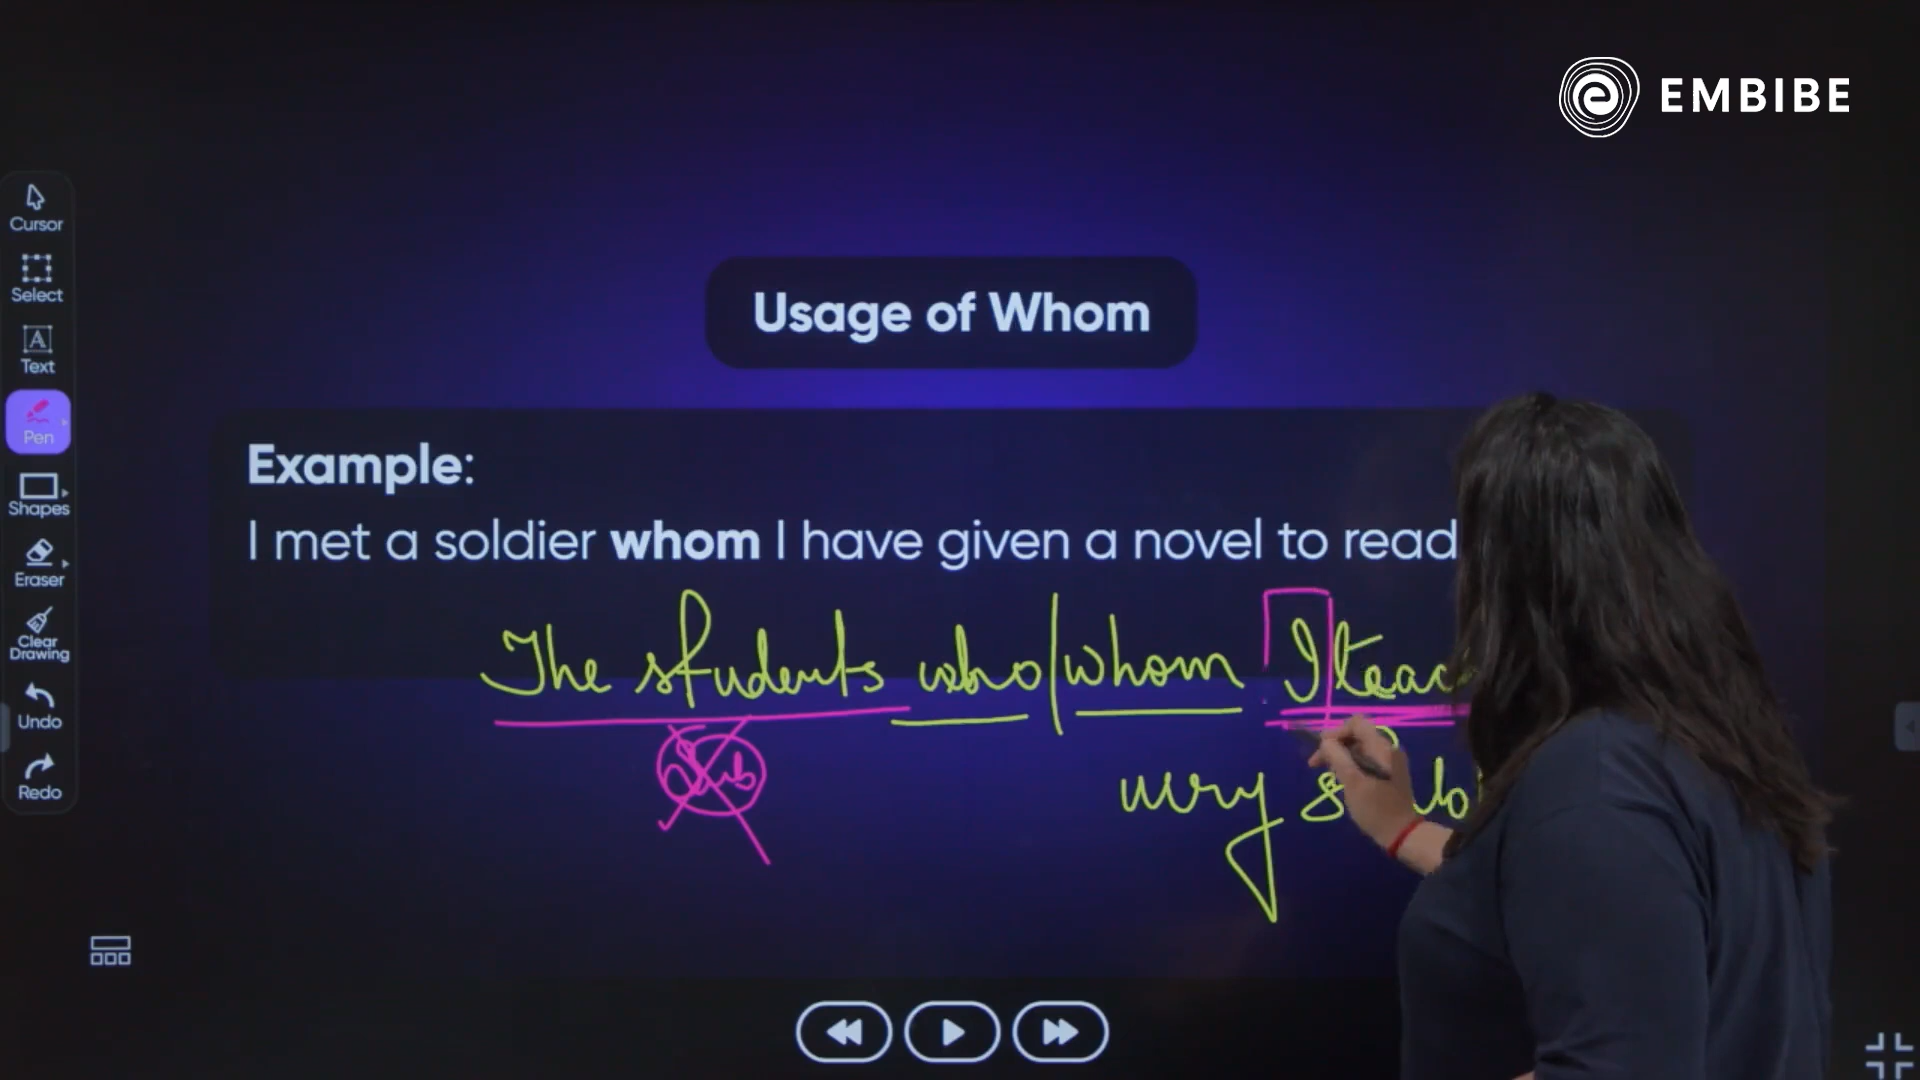 EMBIBE
Cursor
Select
Text
Pen
Shapes
Eraser
Clear
Drawing
Undo
Redo
Usage of Whom
Example:
I met a soldier whom I have given a novel to read
The students who/whom I teac
very